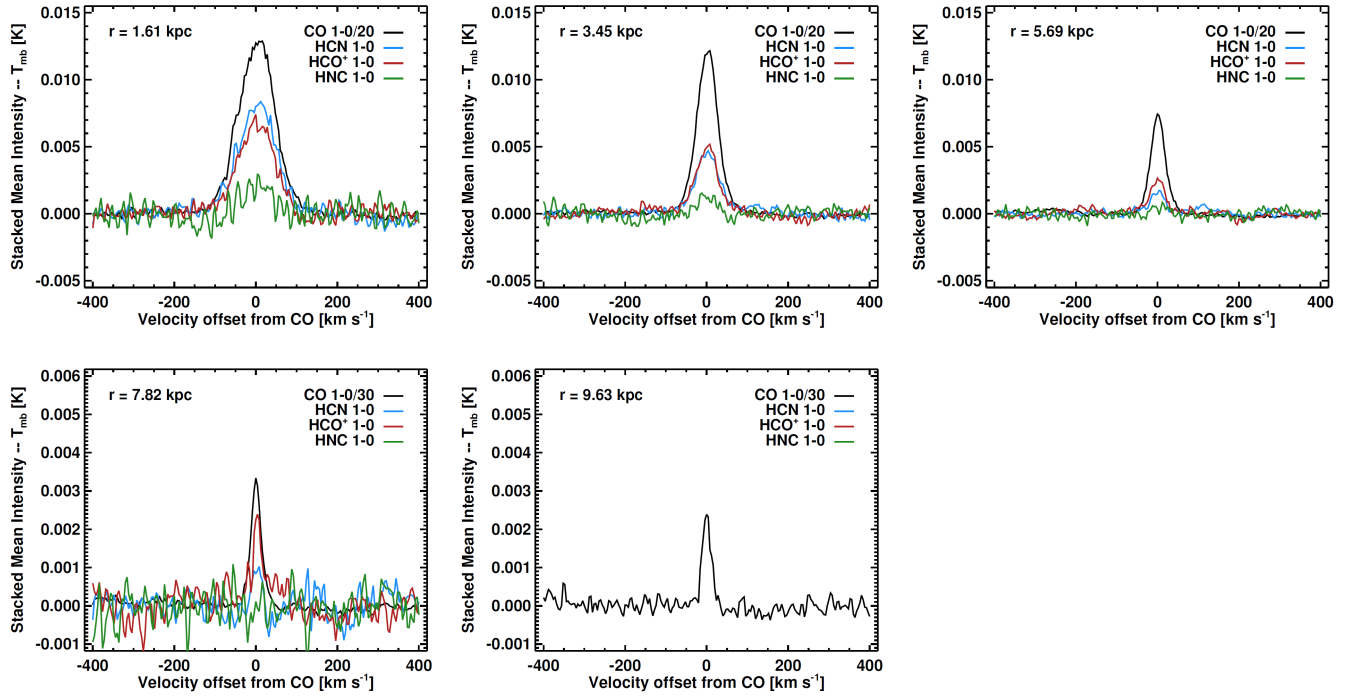 r = 1.61 kpc
CO 1-0/20
HCN 1-0
HCO⁺ 1-0
HNC 1-0
0.015
0.010
0.005
0.000
-0.005
Stacked Mean Intensity -- Tmb [K]
-400 -200 0 200 400
Velocity offset from CO [km s⁻¹]
r = 3.45 kpc
CO 1-0/20
HCN 1-0
HCO⁺ 1-0
HNC 1-0
0.015
0.010
0.005
0.000
-0.005
Stacked Mean Intensity -- Tmb [K]
-400 -200 0 200 400
Velocity offset from CO [km s⁻¹]
r = 5.69 kpc
CO 1-0/20
HCN 1-0
HCO⁺ 1-0
HNC 1-0
0.015
0.010
0.005
0.000
-0.005
Stacked Mean Intensity -- Tmb [K]
-400 -200 0 200 400
Velocity offset from CO [km s⁻¹]
r = 7.82 kpc
CO 1-0/30
HCN 1-0
HCO⁺ 1-0
HNC 1-0
0.006
0.005
0.004
0.003
0.002
0.001
0.000
-0.001
Stacked Mean Intensity -- Tmb [K]
-400 -200 0 200 400
Velocity offset from CO [km s⁻¹]
r = 9.63 kpc
CO 1-0/30
HCN 1-0
HCO⁺ 1-0
HNC 1-0
0.006
0.005
0.004
0.003
0.002
0.001
0.000
-0.001
Stacked Mean Intensity -- Tmb [K]
-400 -200 0 200 400
Velocity offset from CO [km s⁻¹]